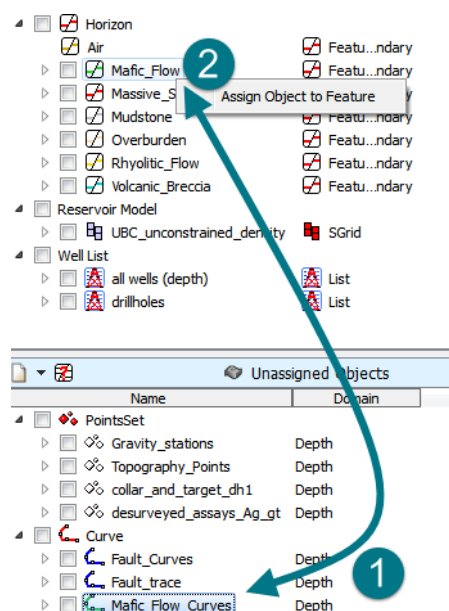 Horizon
Air Featu...ndary
Mafic_Flow 2
Massive_S Assign Object to Feature y
Mudstone Featu...ndary
Overburden Featu...ndary
Rhyolitic_Flow Featu...ndary
Volcanic_Breccia Featu...ndary
Reservoir Model
UBC_unconstrained_density SGrid
Well List
all wells (depth) List
drillholes List
Unassigned Objects
Name Domain
PointsSet
Gravity_stations Depth
Topography_Points Depth
collar_and_target_dh1 Depth
desurveyed_assays_Ag_gt Depth
Curve
Fault_Curves Depth
Fault_trace Depth 1
Mafic_Flow_Curves Depth